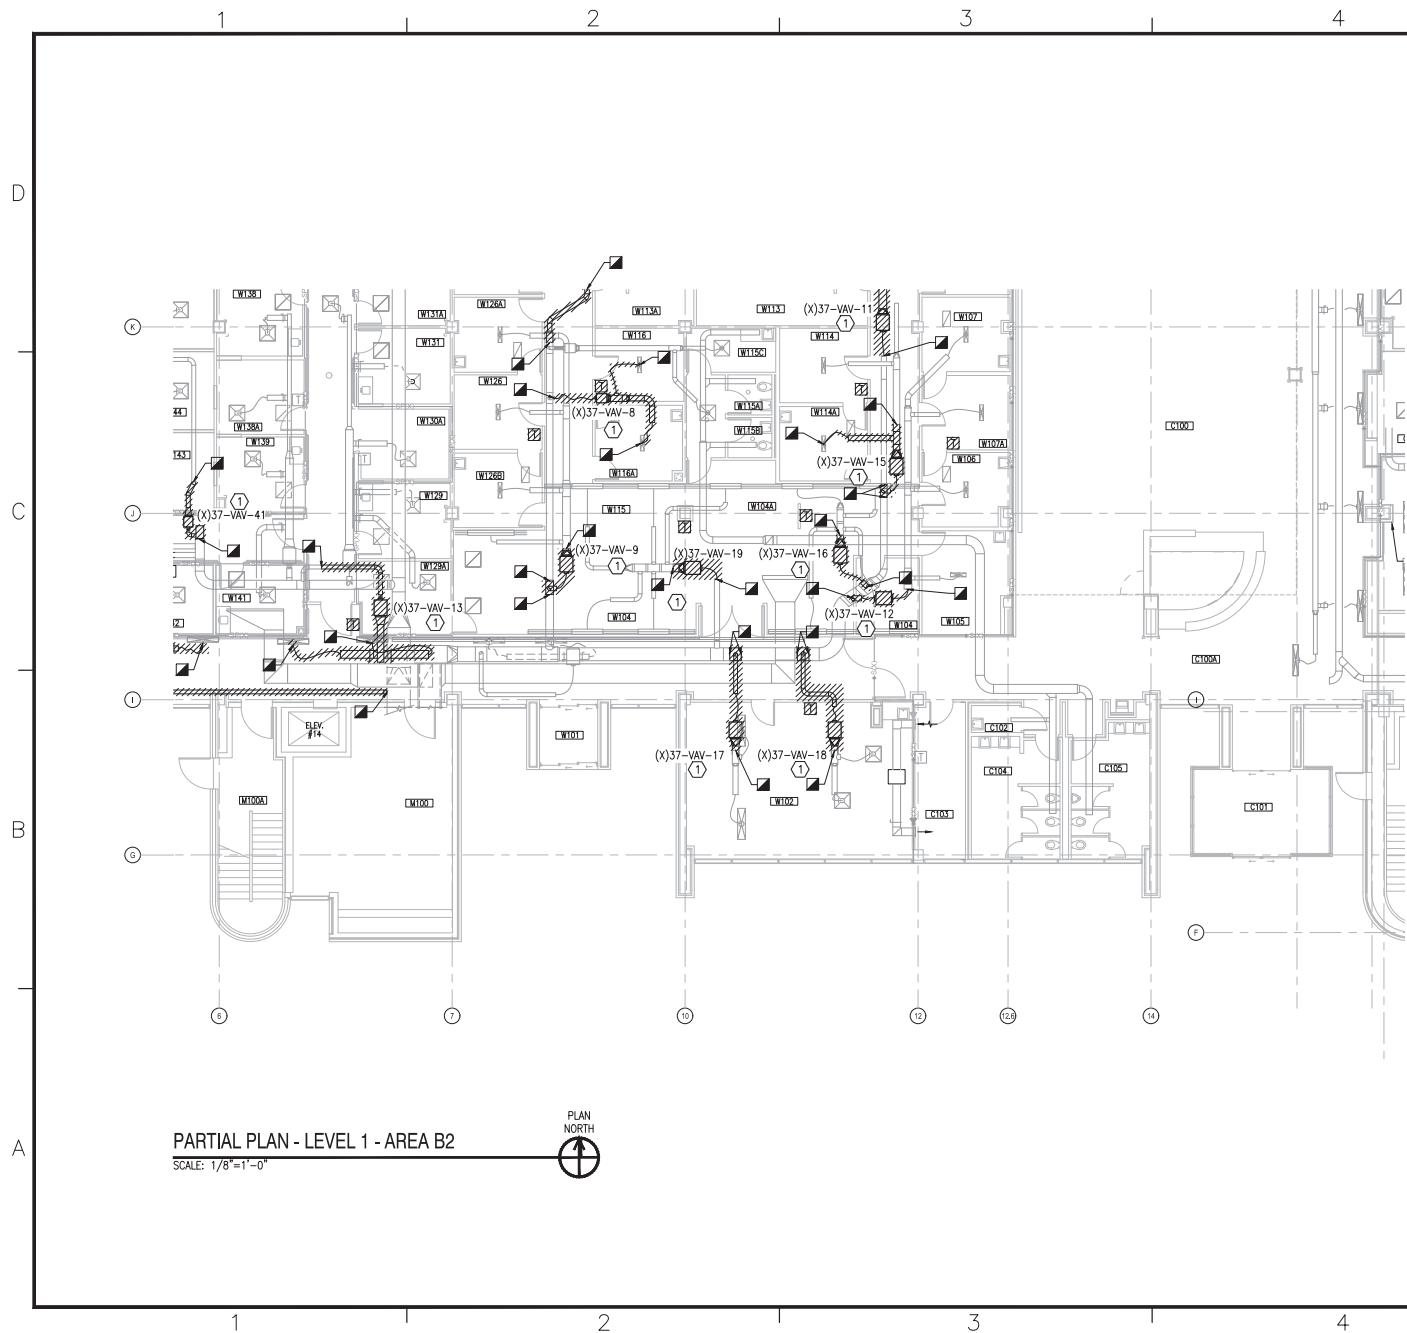 1
2
3
4
D
C
B
A
W138
W126A
W113A
W113
(X)37-VAV-11
W107
K
W131A
W116
W114
1
W131
W115C
W126
1
44
W138A
W130A
(X)37-VAV-8
1
W115A
W114A
C100
W139
W115B
W107A
143
(X)37-VAV-15
W106
1
W126B
W116A
1
W129
J
(X)37-VAV-41
W115
W104A
(X)37-VAV-9
1
(X)37-VAV-19
(X)37-VAV-16
1
W129A
W141
(X)37-VAV-13
1
W104
1
(X)37-VAV-12
1
W104
W105
C100A
I
I
ELEV.
#14
W101
C102
(X)37-VAV-17
1
(X)37-VAV-18
1
C104
C105
M100A
M100
W102
C103
C101
G
F
6
7
10
12
12.6
14
PARTIAL PLAN - LEVEL 1 - AREA B2
SCALE: 1/8"=1'-0"
PLAN
NORTH
1
2
3
4